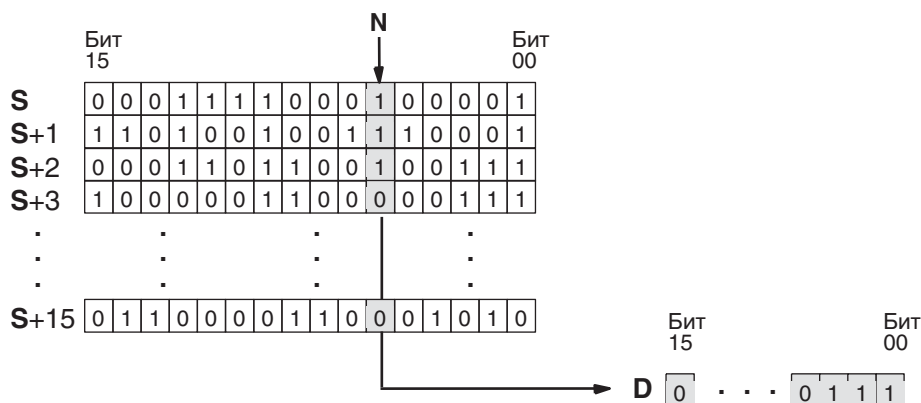 N
Бит
15
Бит
00
S 0 0 0 1 1 1 1 0 0 0 1 0 0 0 0 1
S+1 1 1 0 1 0 0 1 0 0 1 1 1 0 0 0 1
S+2 0 0 0 1 1 0 1 1 0 0 1 0 0 1 1 1
S+3 1 0 0 0 0 0 1 1 0 0 0 0 0 1 1 1
. . . .
. . . .
. . . .
S+15 0 1 1 0 0 0 0 1 1 0 0 0 1 0 1 0
Бит
15
Бит
00
D 0 . . . 0 1 1 1